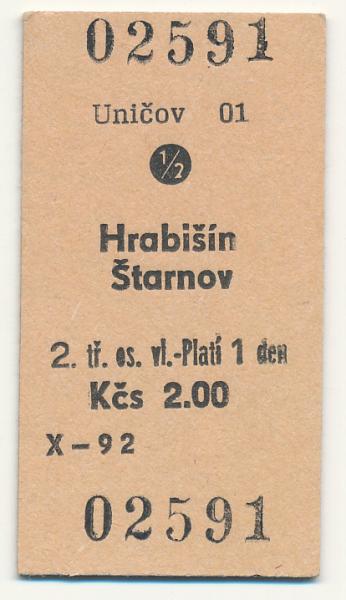 02591
Uničov 01
1/2
Hrabišín
Štarnov
2. tř. os. vl.-Platí 1 den
Kčs 2.00
X-92
02591